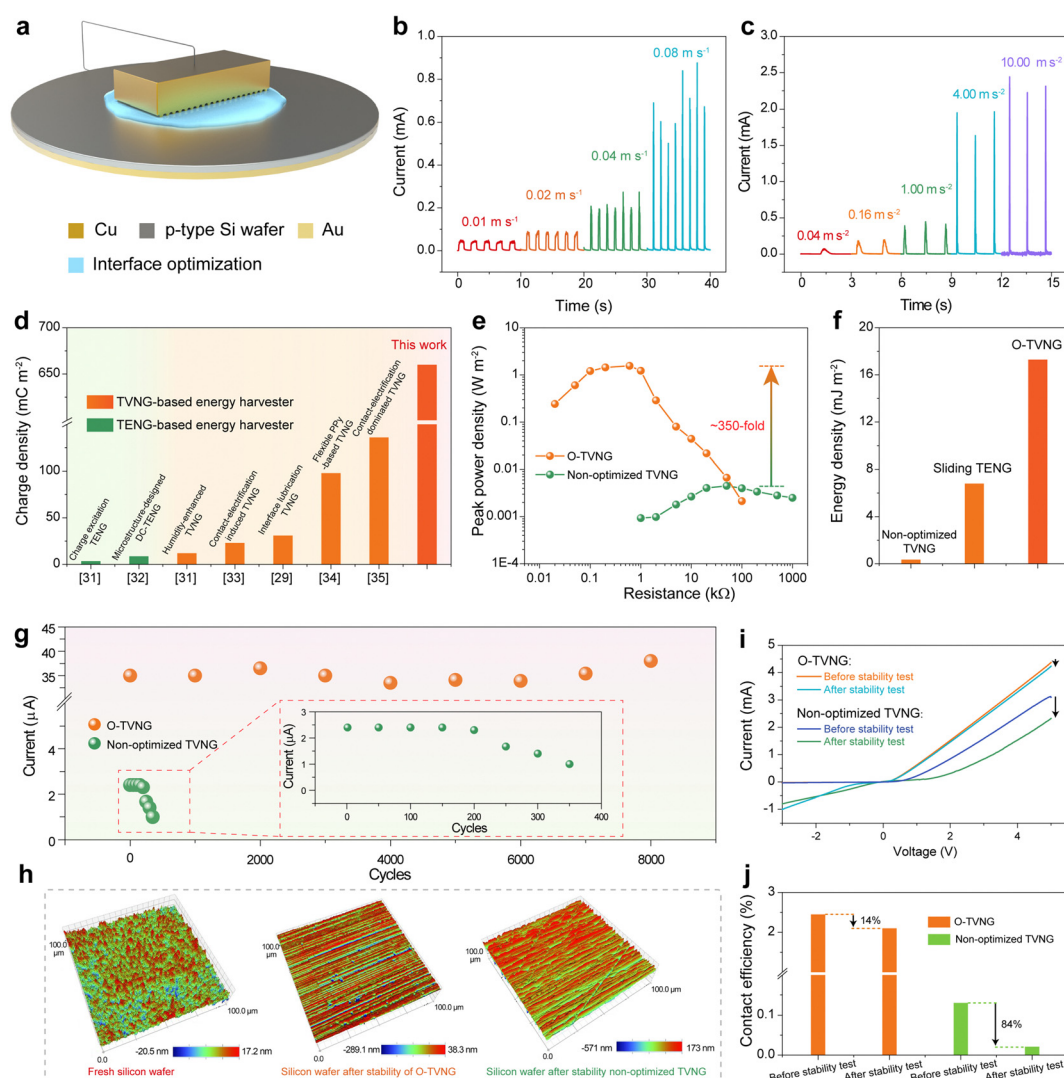 a
Cu
p-type Si wafer
Au
Interface optimization
b
Current (mA)
1.0
0.8
0.6
0.4
0.2
0.0
0.01 m s⁻¹
0.02 m s⁻¹
0.04 m s⁻¹
0.08 m s⁻¹
0 10 20 30 40
Time (s)
c
Current (mA)
3.0
2.5
2.0
1.5
1.0
0.5
0.0
0.04 m s⁻²
0.16 m s⁻²
1.00 m s⁻²
4.00 m s⁻²
10.00 m s⁻²
0 3 6 9 12 15
Time (s)
d
Charge density (mC m⁻²)
700
650
100
50
0
This work
TVNG-based energy harvester
TENG-based energy harvester
Charge excitation
TENG
Microstructure-designed
DC-TENG
Humidity-enhanced
TVNG
Contact-electrification
induced TVNG
Interface lubrication
TVNG
Flexible PPy
-based TVNG
Contact-electrification
dominated TVNG
[31] [32] [31] [33] [29] [34] [35]
e
Peak power density (W m⁻²)
10
1
0.1
0.01
0.001
1E-4
~350-fold
O-TVNG
Non-optimized TVNG
0.01 0.1 1 10 100 1000
Resistance (kΩ)
f
Energy density (mJ m⁻²)
20
16
12
8
4
0
Non-optimized
TVNG
Sliding TENG
O-TVNG
g
Current (μA)
45
40
35
4
2
0
O-TVNG
Non-optimized TVNG
Current (μA)
3
2
1
0
0 100 200 300 400
Cycles
0 2000 4000 6000 8000
Cycles
h
100.0
μm
0.0
100.0 μm
-20.5 nm 17.2 nm
Fresh silicon wafer
100.0
μm
0.0
100.0 μm
-289.1 nm 38.3 nm
Silicon wafer after stability of O-TVNG
100.0
μm
0.0
100.0 μm
-571 nm 173 nm
Silicon wafer after stability non-optimized TVNG
i
Current (mA)
5
4
3
2
1
0
-1
O-TVNG:
Before stability test
After stability test
Non-optimized TVNG:
Before stability test
After stability test
-2 0 2 4
Voltage (V)
j
Contact efficiency (%)
3
2
0.1
0.0
14%
84%
O-TVNG
Non-optimized TVNG
Before stability test
After stability test
Before stability test
After stability test